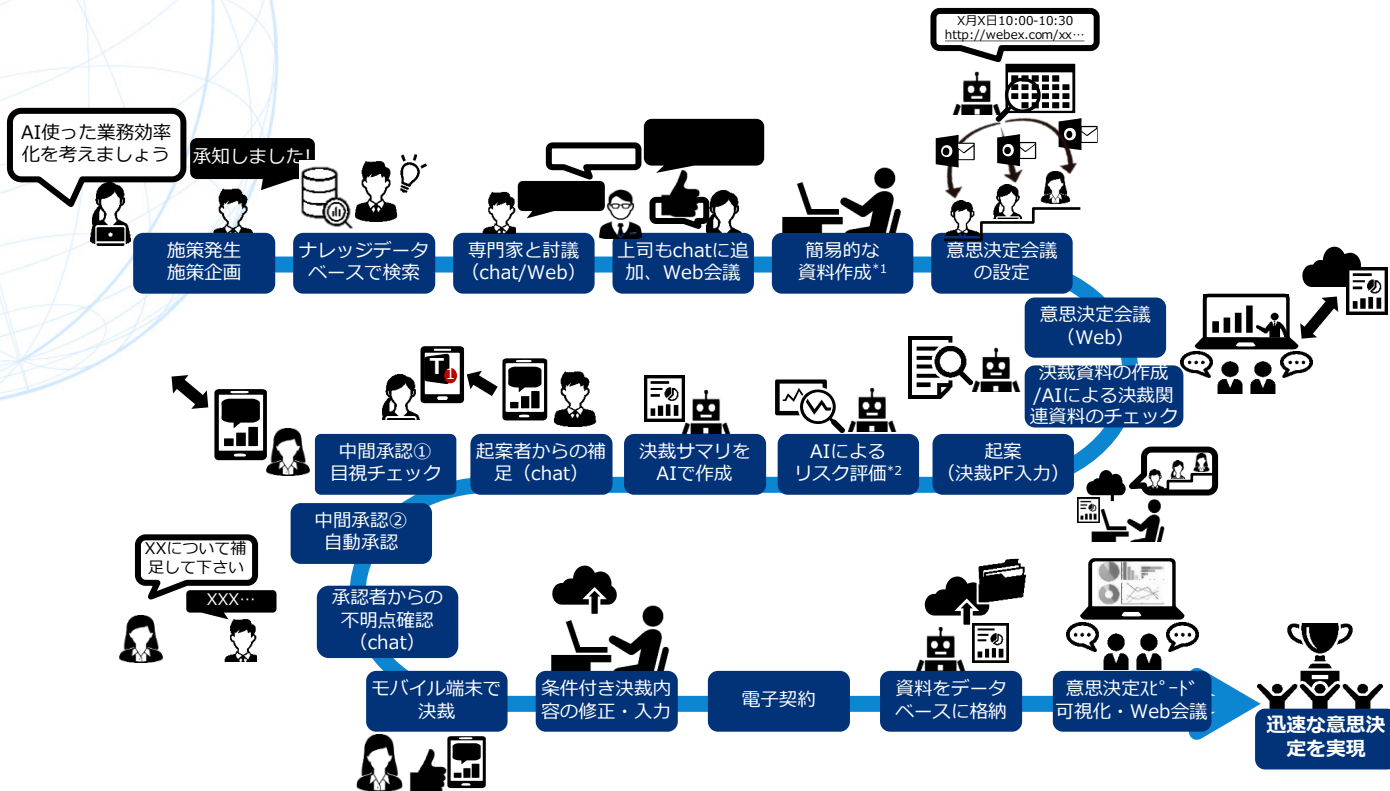 X月X日10:00-10:30
http://webex.com/xx…
AI使った業務効率
化を考えましょう
承知しました!
施策発生
施策企画
ナレッジデータ
ベースで検索
専門家と討議
（chat/Web）
上司もchatに追
加、Web会議
簡易的な
資料作成*1
意思決定会議
の設定
意思決定会議
（Web）
決裁資料の作成
/AIによる決裁関
連資料のチェック
起案
（決裁PF入力）
AIによる
リスク評価*2
決裁サマリを
AIで作成
起案者からの補
足（chat）
T
1
中間承認①
目視チェック
中間承認②
自動承認
XXについて補
足して下さい
XXX…
承認者からの
不明点確認
（chat）
モバイル端末で
決裁
条件付き決裁内
容の修正・入力
電子契約
資料をデータ
ベースに格納
意思決定ｽﾋﾟｰﾄﾞ
可視化・Web会議
迅速な意思決
定を実現